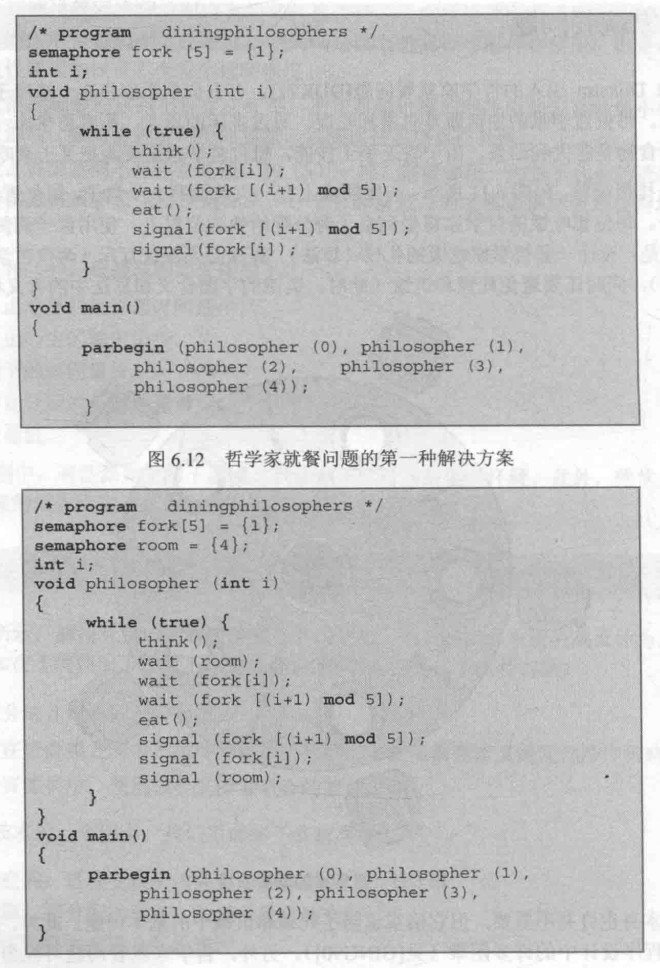 /* program diningphilosophers */
semaphore fork [5] = {1};
int i;
void philosopher (int i)
{
while (true) {
think();
wait (fork[i]);
wait (fork [(i+1) mod 5]);
eat();
signal(fork [(i+1) mod 5]);
signal(fork[i]);
}
}
void main()
{
parbegin (philosopher (0), philosopher (1),
philosopher (2), philosopher (3),
philosopher (4));
}
图 6.12 哲学家就餐问题的第一种解决方案
/* program diningphilosophers */
semaphore fork[5] = {1};
semaphore room = {4};
int i;
void philosopher (int i)
{
while (true) {
think();
wait (room);
wait (fork[i]);
wait (fork [(i+1) mod 5]);
eat();
signal (fork [(i+1) mod 5]);
signal (fork[i]);
signal (room);
}
}
void main()
{
parbegin (philosopher (0), philosopher (1),
philosopher (2), philosopher (3),
philosopher (4));
}